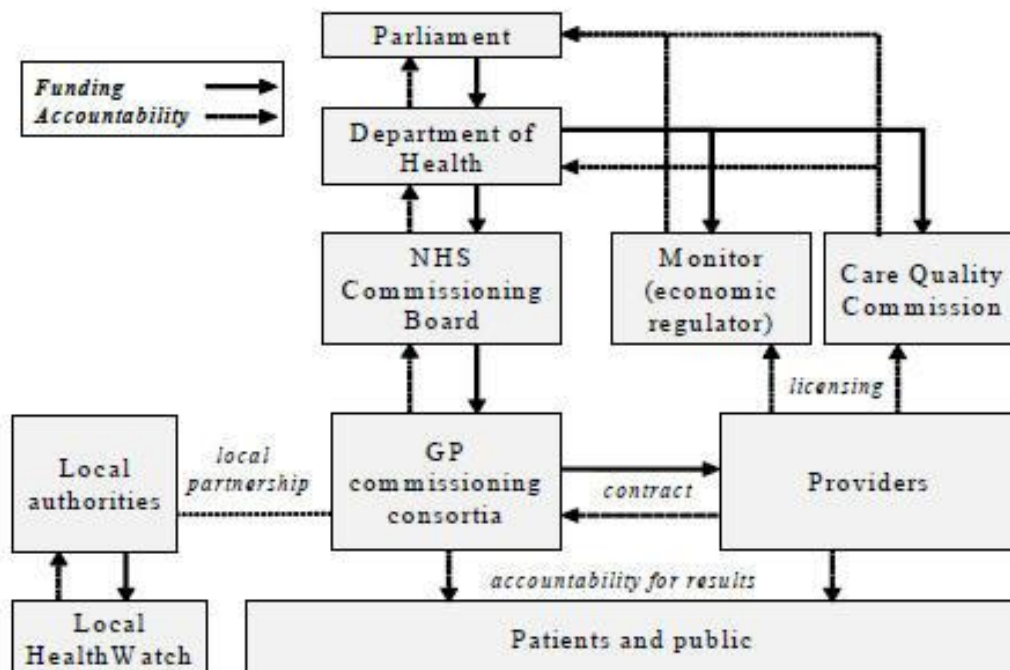 Parliament
Funding
Accountability
Department of
Health
NHS
Commissioning
Board
Monitor
(economic
regulator)
Care Quality
Commission
licensing
Local
authorities
local
partnership
GP
commissioning
consortia
contract
Providers
accountability for results
Local
HealthWatch
Patients and public